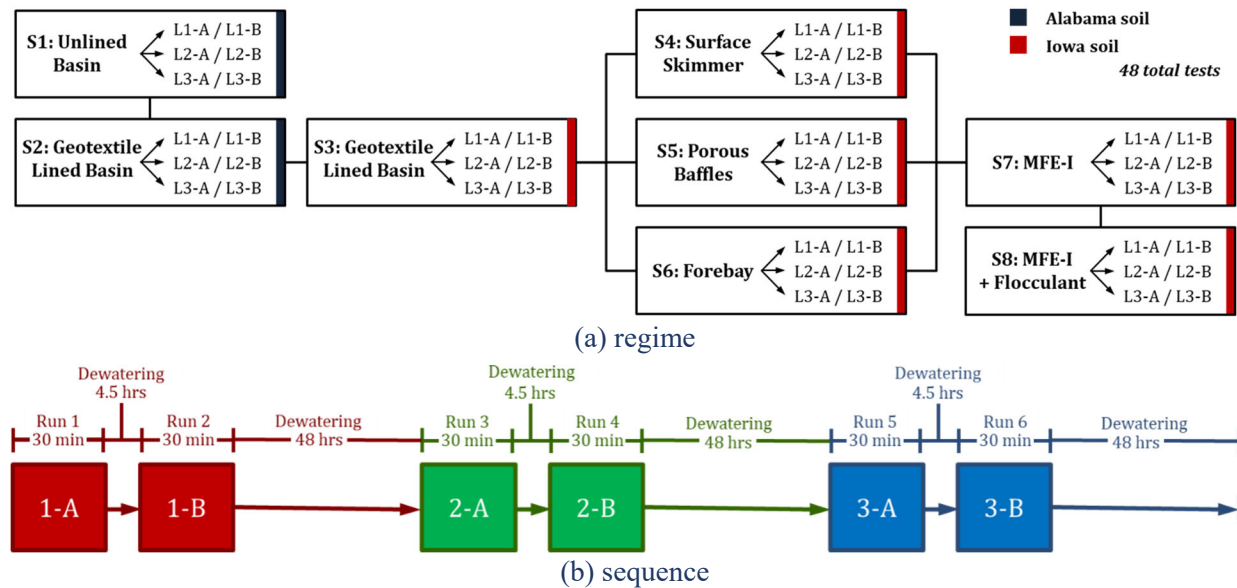 S1: Unlined
Basin
L1-A / L1-B
L2-A / L2-B
L3-A / L3-B
S2: Geotextile
Lined Basin
L1-A / L1-B
L2-A / L2-B
L3-A / L3-B
S3: Geotextile
Lined Basin
L1-A / L1-B
L2-A / L2-B
L3-A / L3-B
S4: Surface
Skimmer
L1-A / L1-B
L2-A / L2-B
L3-A / L3-B
S5: Porous
Baffles
L1-A / L1-B
L2-A / L2-B
L3-A / L3-B
S6: Forebay
L1-A / L1-B
L2-A / L2-B
L3-A / L3-B
Alabama soil
Iowa soil
48 total tests
S7: MFE-I
L1-A / L1-B
L2-A / L2-B
L3-A / L3-B
S8: MFE-I
+ Flocculant
L1-A / L1-B
L2-A / L2-B
L3-A / L3-B
(a) regime
Dewatering
4.5 hrs
Run 1
30 min
Run 2
30 min
Dewatering
48 hrs
Dewatering
4.5 hrs
Run 3
30 min
Run 4
30 min
Dewatering
48 hrs
Dewatering
4.5 hrs
Run 5
30 min
Run 6
30 min
Dewatering
48 hrs
1-A
1-B
2-A
2-B
3-A
3-B
(b) sequence